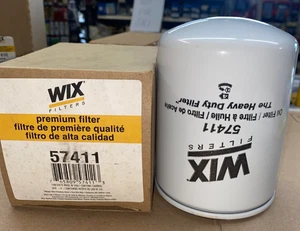 WIX
FILTERS
premium filter
filtre de première qualité
filtro de alta calidad
57411
WIX
FILTERS
57411
Oil Filter / Filtre à Huile / Filtro de Aceite
"The Heavy Duty Filter"